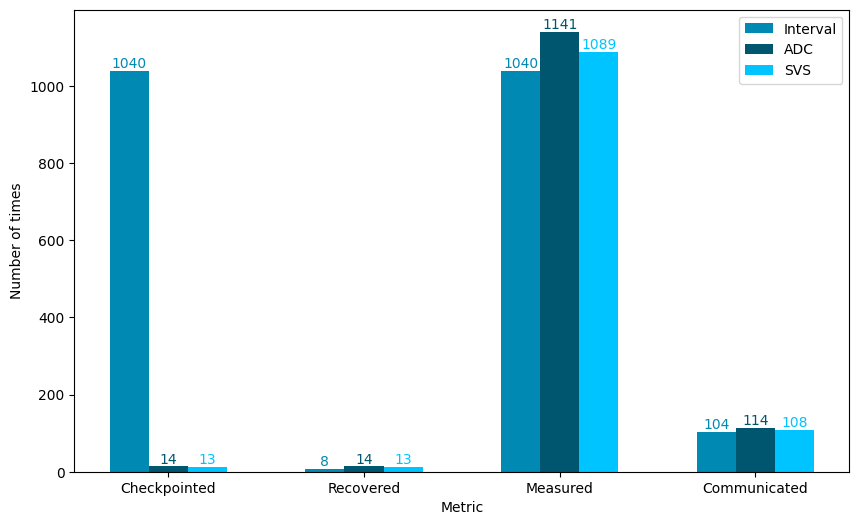 Interval
ADC
SVS
Number of times
1000
800
600
400
200
0
1040
14
13
8
14
13
1040
1141
1089
104
114
108
Checkpointed
Recovered
Measured
Communicated
Metric